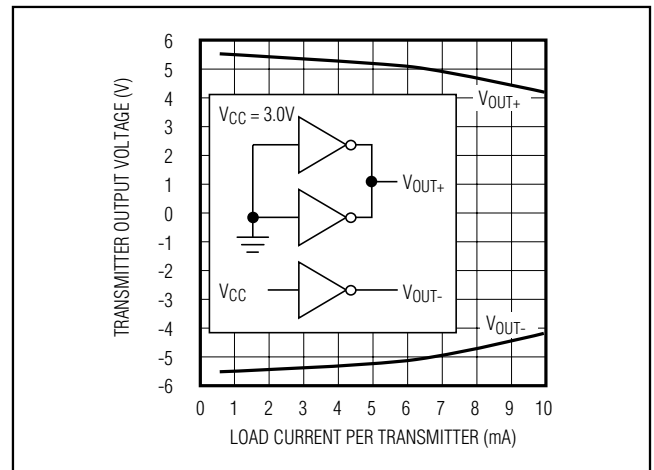 TRANSMITTER OUTPUT VOLTAGE (V)
6
5
4
3
2
1
0
-1
-2
-3
-4
-5
-6
VCC = 3.0V
VOUT+
VOUT+
VCC
VOUT-
VOUT-
0 1 2 3 4 5 6 7 8 9 10
LOAD CURRENT PER TRANSMITTER (mA)